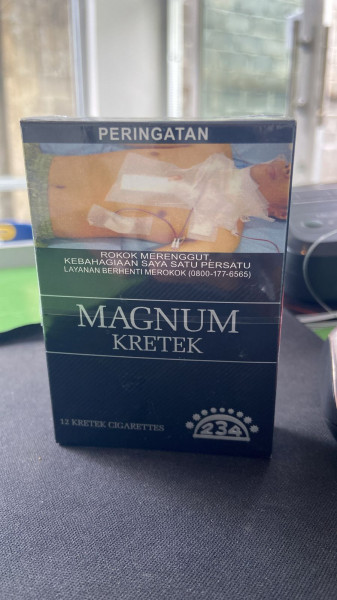 PERINGATAN
ROKOK MERENGGUT
KEBAHAGIAAN SAYA SATU PERSATU
LAYANAN BERHENTI MEROKOK (0800-177-6565)
MAGNUM
KRETEK
12 KRETEK CIGARETTES
234